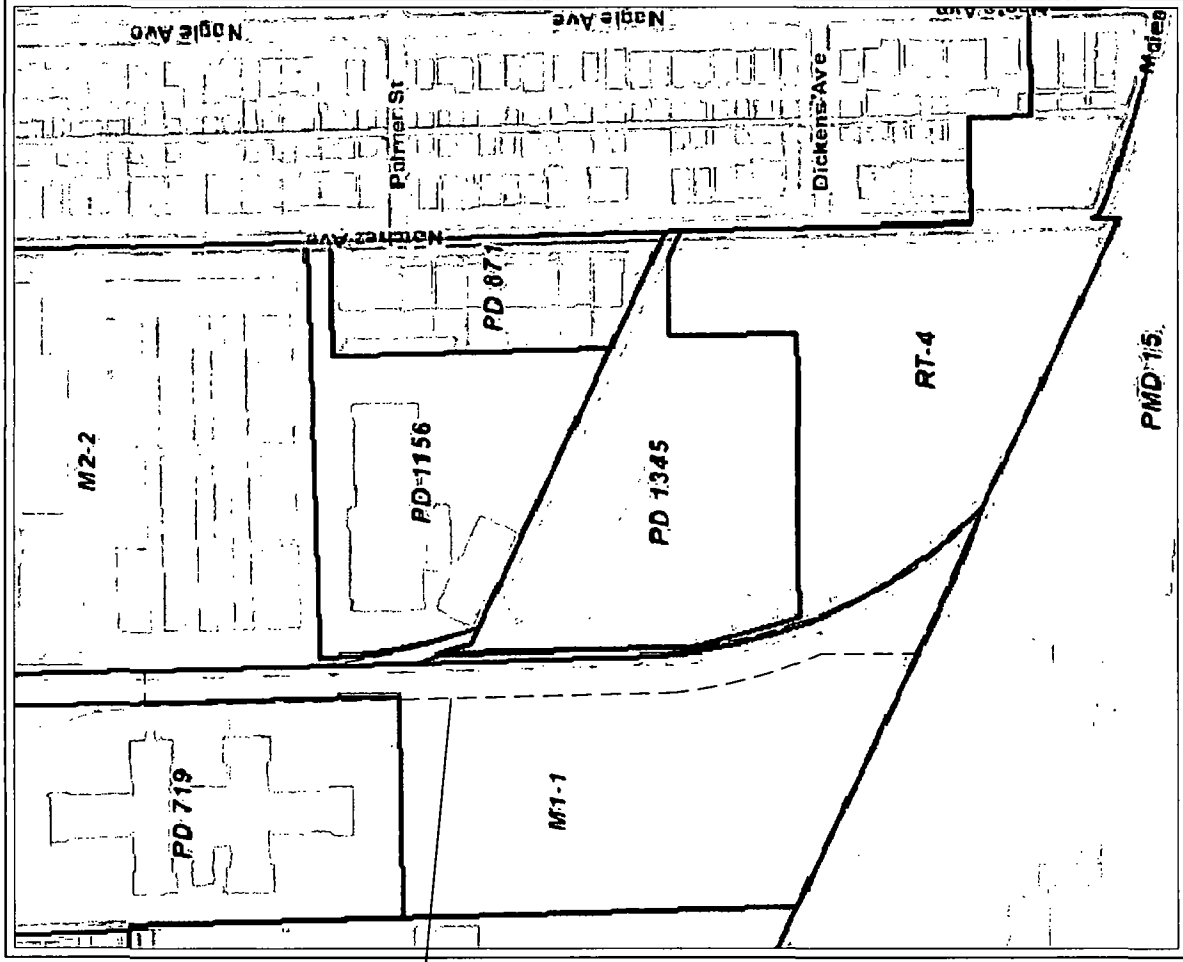 Nagle Ave
Nagle Ave
Palmer St
Dickens Ave
Natchez Ave
PD 871
M2-2
PD 1156
PD 1345
RT-4
PMD 15
PD 719
M1-1